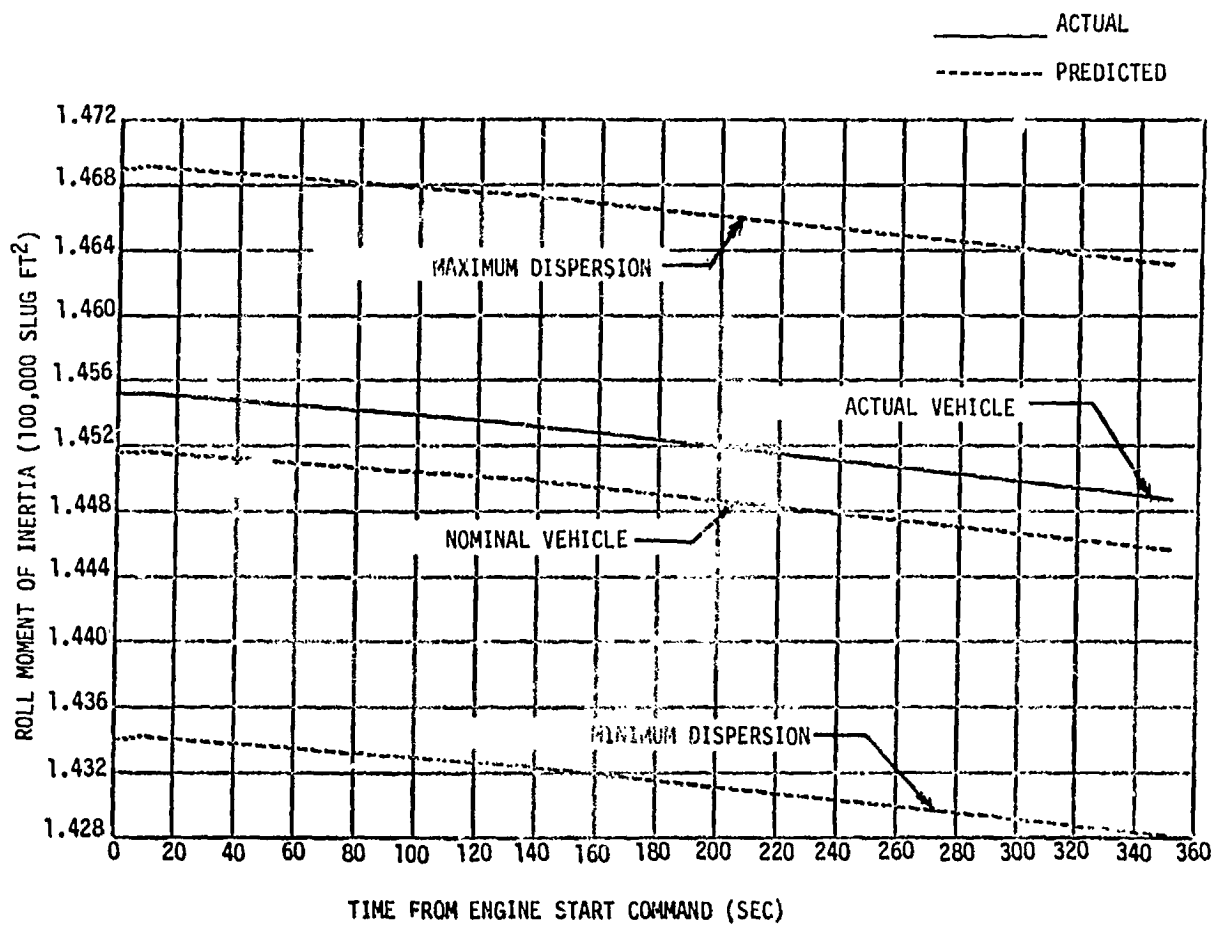 ACTUAL
PREDICTED
1.472
1.468
1.464
1.460
1.456
1.452
1.448
1.444
1.440
1.436
1.432
1.428
ROLL MOMENT OF INERTIA (100,000 SLUG FT²)
MAXIMUM DISPERSION
ACTUAL VEHICLE
NOMINAL VEHICLE
MINIMUM DISPERSION
0 20 40 60 80 100 120 140 160 180 200 220 240 260 280 300 320 340 360
TIME FROM ENGINE START COMMAND (SEC)